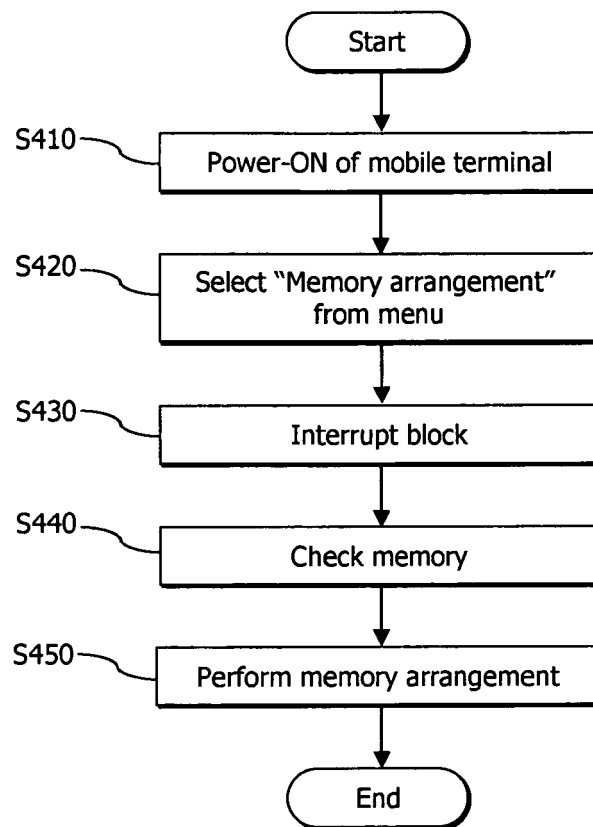 Start
S410
Power-ON of mobile terminal
S420
Select “Memory arrangement”
from menu
S430
Interrupt block
S440
Check memory
S450
Perform memory arrangement
End